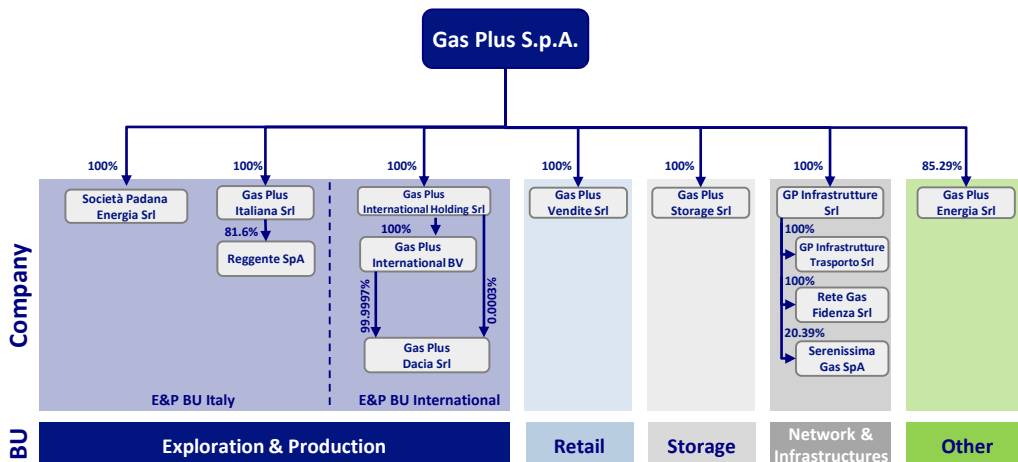 Gas Plus S.p.A.
100%
100%
100%
100%
100%
100%
85.29%
Società Padana
Energia Srl
Gas Plus
Italiana Srl
81.6%
Reggente SpA
Gas Plus
International Holding Srl
100%
Gas Plus
International BV
99.9997%
0.0003%
Gas Plus
Dacia Srl
Gas Plus
Vendite Srl
Gas Plus
Storage Srl
GP Infrastrutture
Srl
100%
GP Infrastrutture
Trasporto Srl
100%
Rete Gas
Fidenza Srl
20.39%
Serenissima
Gas SpA
Gas Plus
Energia Srl
Company
E&P BU Italy
E&P BU International
BU
Exploration & Production
Retail
Storage
Network &
Infrastructures
Other